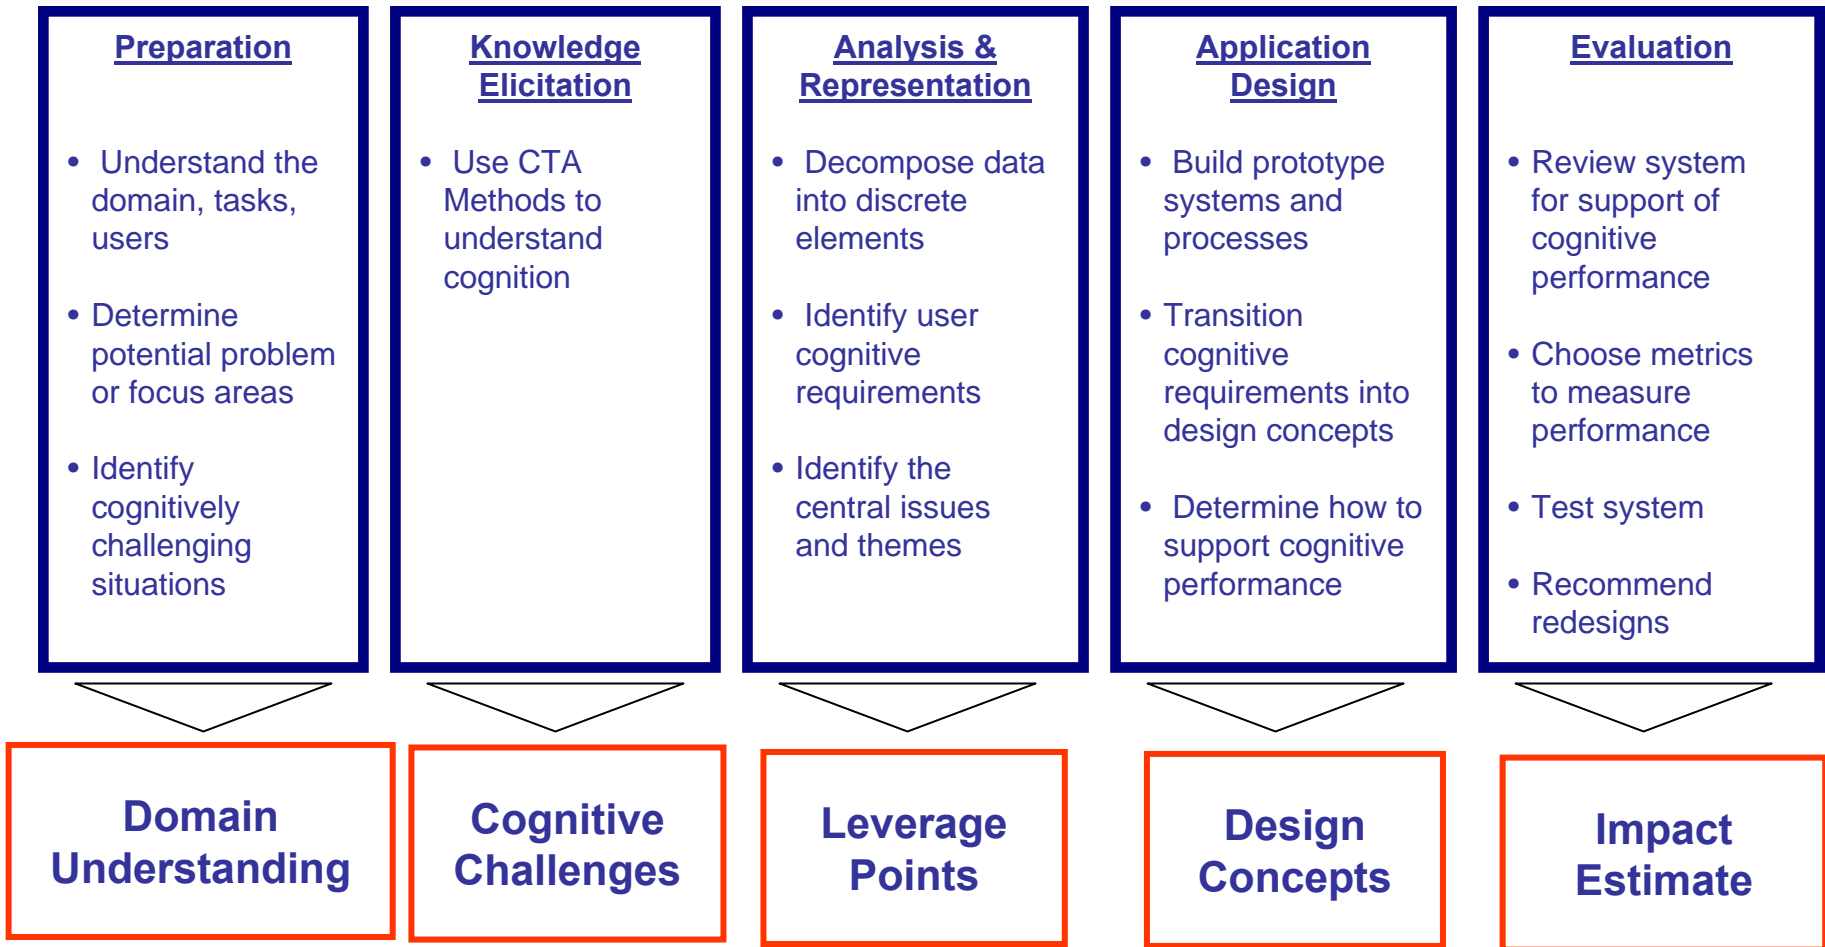 Preparation
• Understand the
domain, tasks,
users
• Determine
potential problem
or focus areas
• Identify
cognitively
challenging
situations
Knowledge
Elicitation
• Use CTA
Methods to
understand
cognition
Analysis &
Representation
• Decompose data
into discrete
elements
• Identify user
cognitive
requirements
• Identify the
central issues
and themes
Application
Design
• Build prototype
systems and
processes
• Transition
cognitive
requirements into
design concepts
• Determine how to
support cognitive
performance
Evaluation
• Review system
for support of
cognitive
performance
• Choose metrics
to measure
performance
• Test system
• Recommend
redesigns
Domain
Understanding
Cognitive
Challenges
Leverage
Points
Design
Concepts
Impact
Estimate